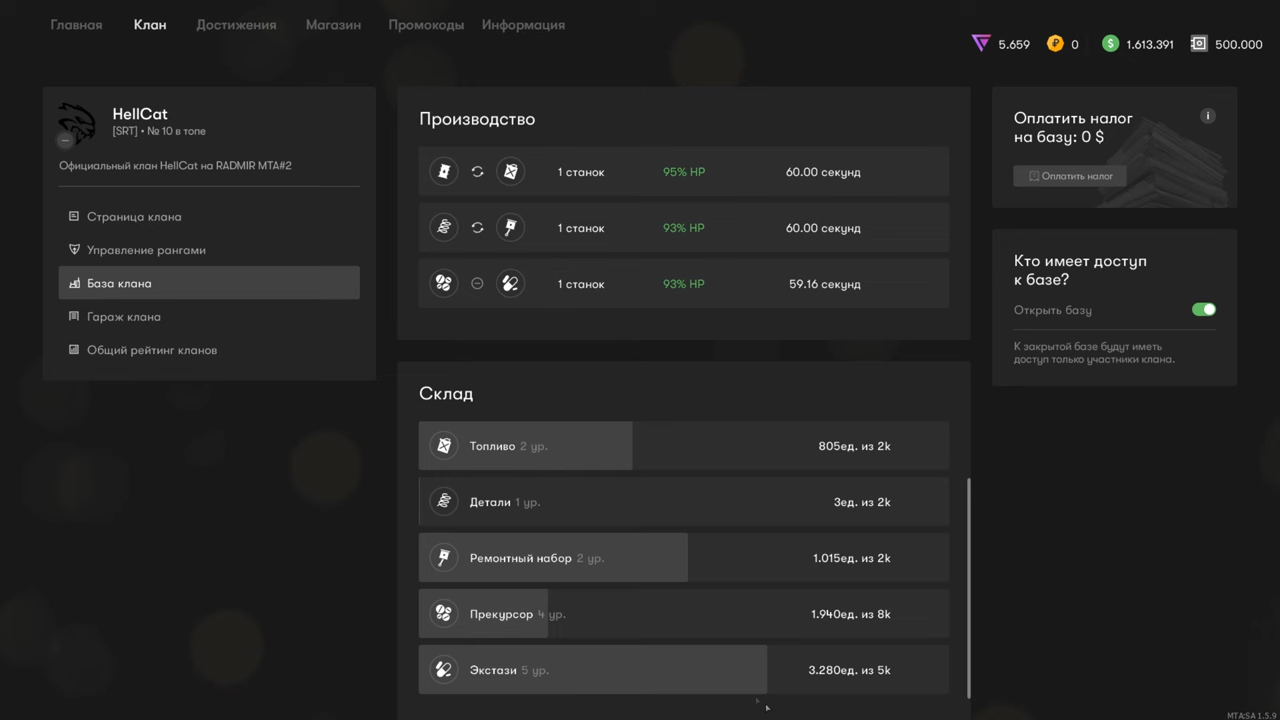 Главная Клан Достижения Магазин Промокоды Информация
5.659 0 1.613.391 500.000
HellCat
[SRT] • № 10 в топе
Официальный клан HellCat на RADMIR MTA#2
Страница клана
Управление рангами
База клана
Гараж клана
Общий рейтинг кланов
Производство
1 станок 95% HP 60.00 секунд
1 станок 93% HP 60.00 секунд
1 станок 93% HP 59.16 секунд
Склад
Топливо 2 ур. 805ед. из 2k
Детали 1 ур. 3ед. из 2k
Ремонтный набор 2 ур. 1.015ед. из 2k
Прекурсор 4 ур. 1.940ед. из 8k
Экстази 5 ур. 3.280ед. из 5k
Оплатить налог
на базу: 0 $
Оплатить налог
Кто имеет доступ
к базе?
Открыть базу
К закрытой базе будут иметь
доступ только участники клана.
MTA:SA 1.5.9